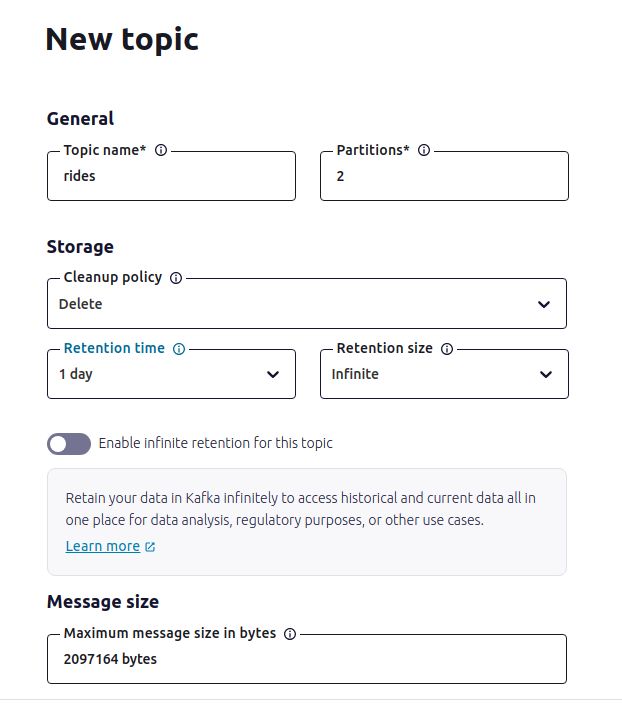 New topic
General
Topic name*
Partitions*
rides
2
Storage
Cleanup policy
Delete
Retention time
Retention size
1 day
Infinite
Enable infinite retention for this topic
Retain your data in Kafka infinitely to access historical and current data all in
one place for data analysis, regulatory purposes, or other use cases.
Learn more
Message size
Maximum message size in bytes
2097164 bytes